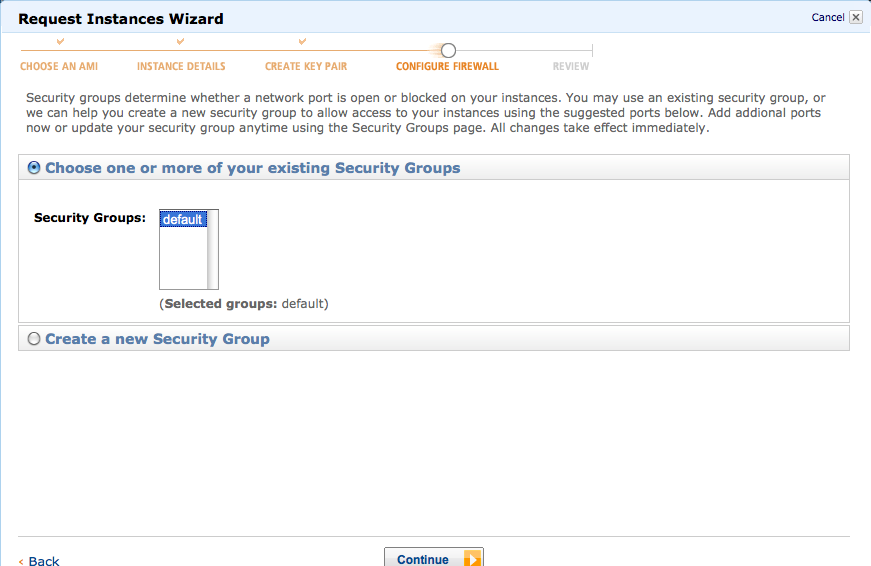 Request Instances Wizard
Cancel
CHOOSE AN AMI
INSTANCE DETAILS
CREATE KEY PAIR
CONFIGURE FIREWALL
REVIEW
Security groups determine whether a network port is open or blocked on your instances. You may use an existing security group, or
we can help you create a new security group to allow access to your instances using the suggested ports below. Add addional ports
now or update your security group anytime using the Security Groups page. All changes take effect immediately.
Choose one or more of your existing Security Groups
Security Groups:
default
(Selected groups: default)
Create a new Security Group
Back
Continue